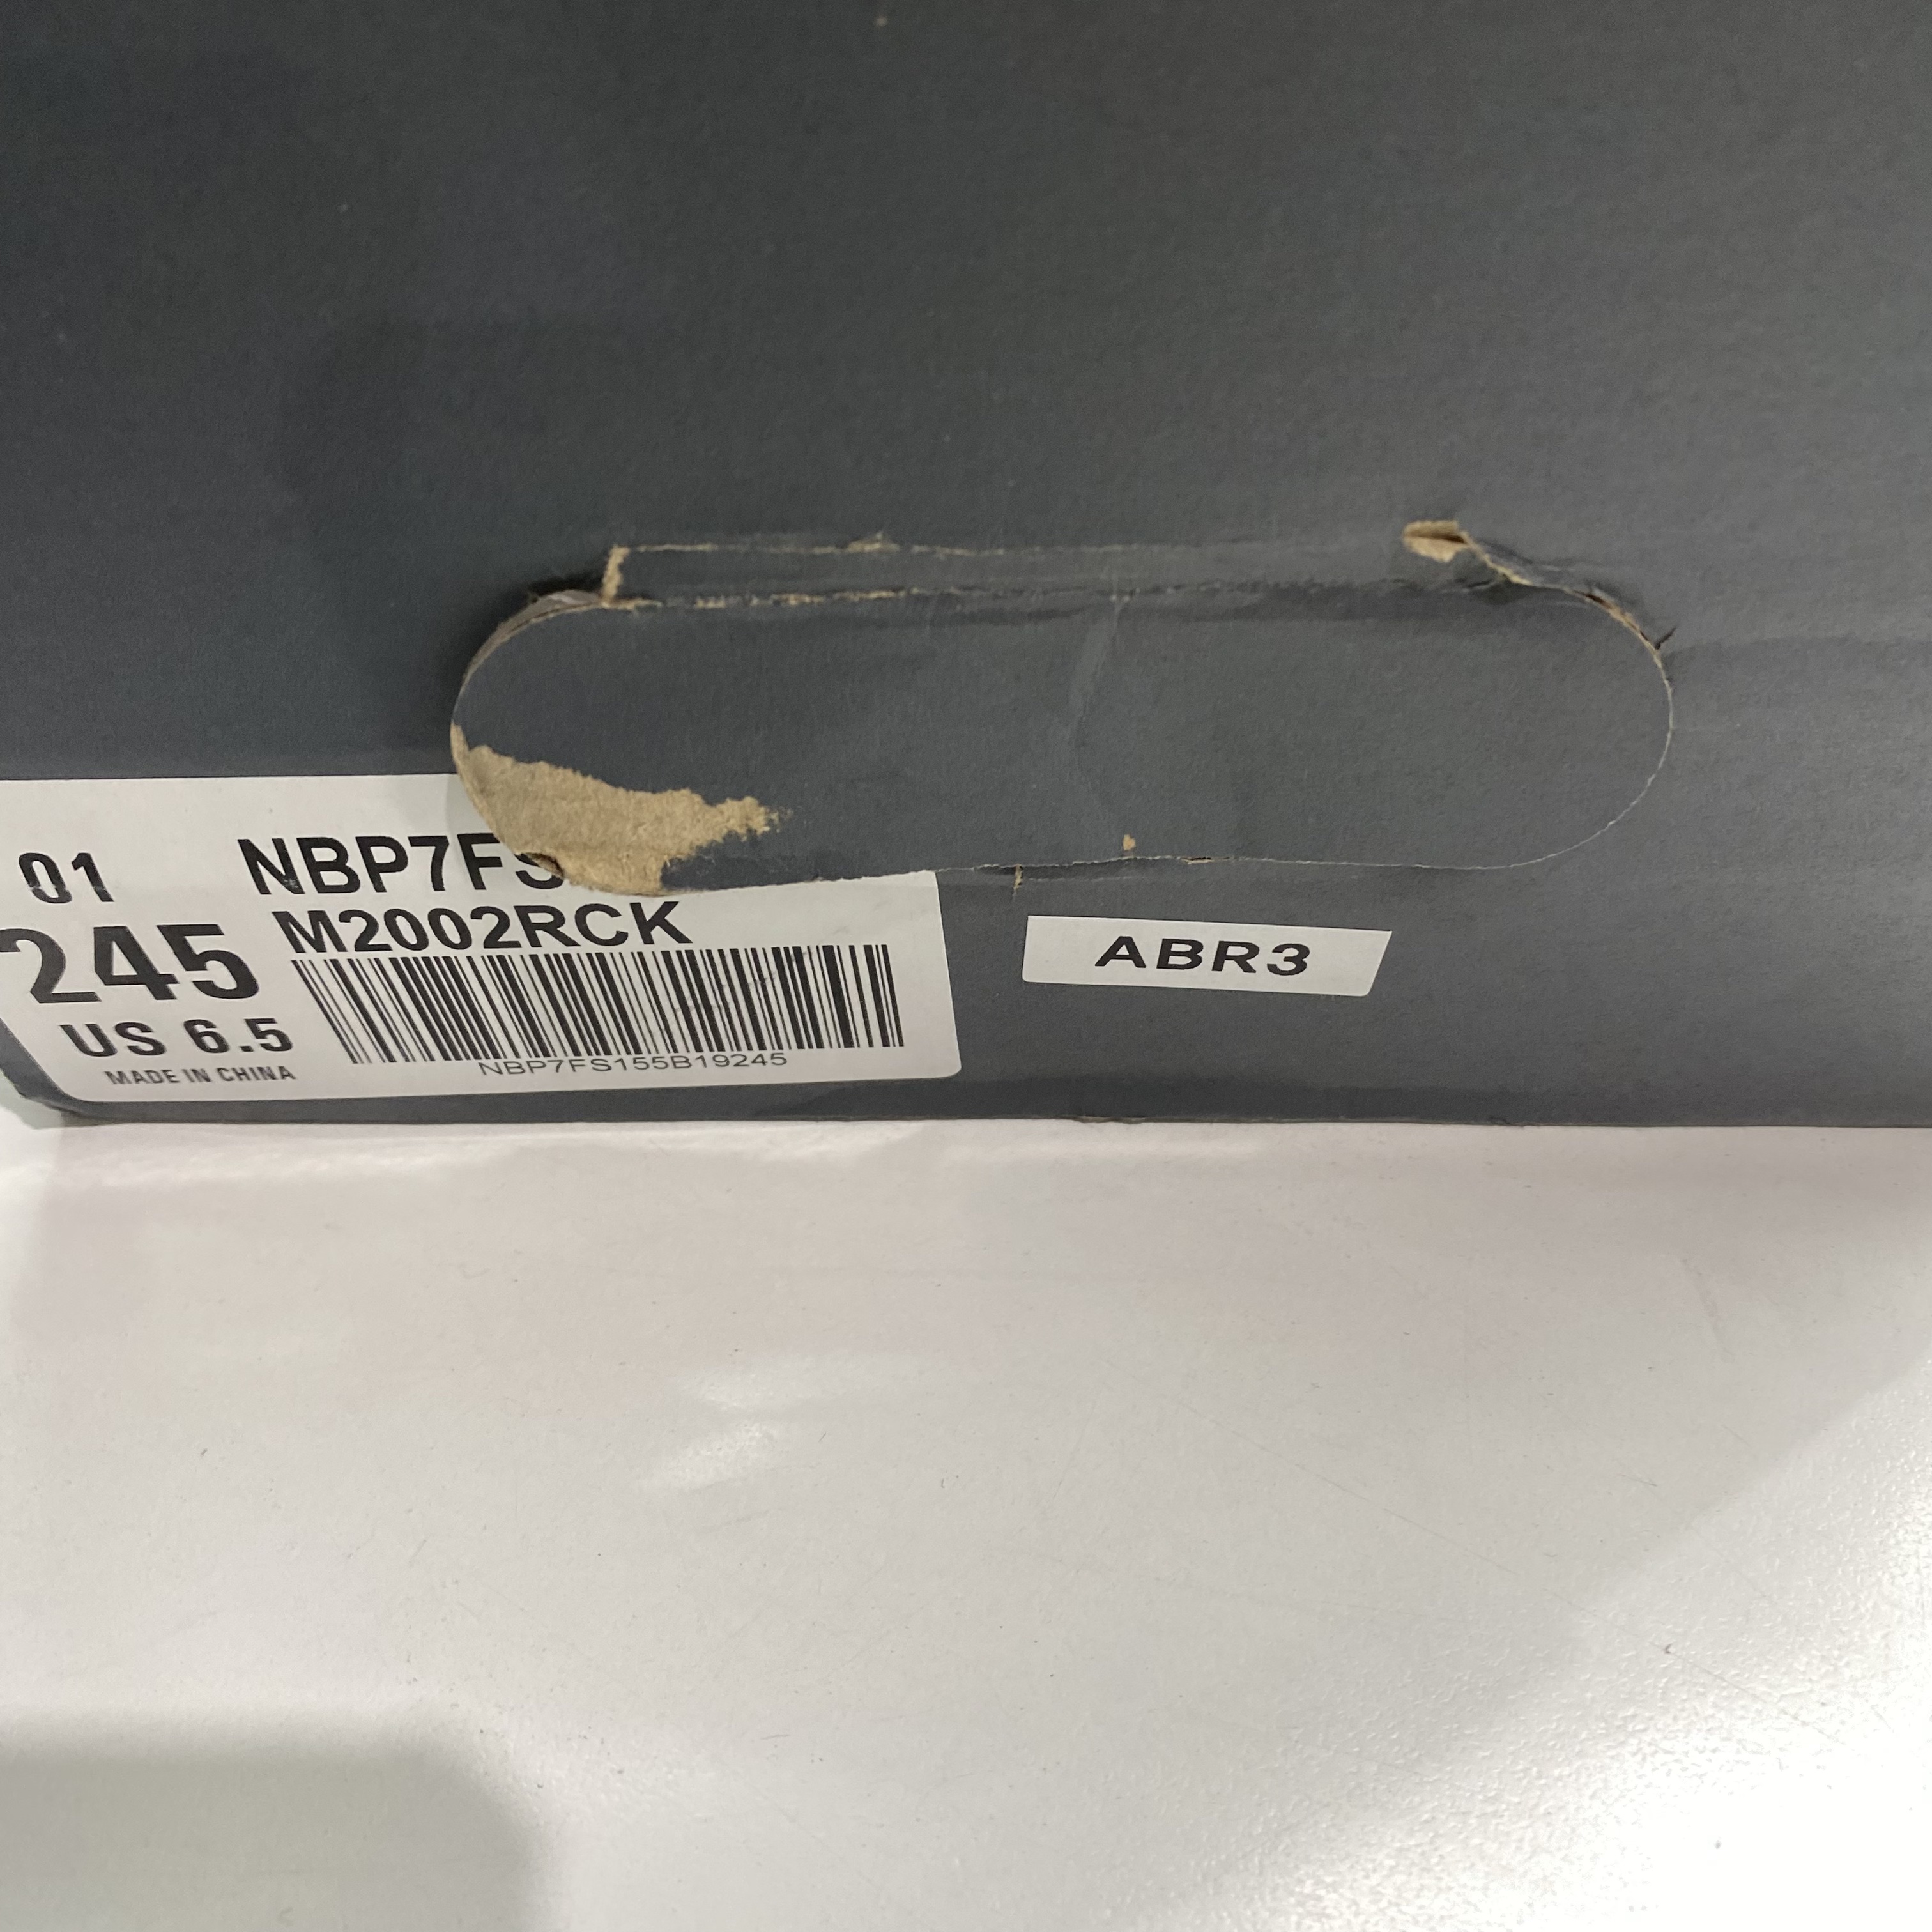 01
NBP7FS
M2002RCK
245
US 6.5
MADE IN CHINA
NBP7FS155B19245
ABR3